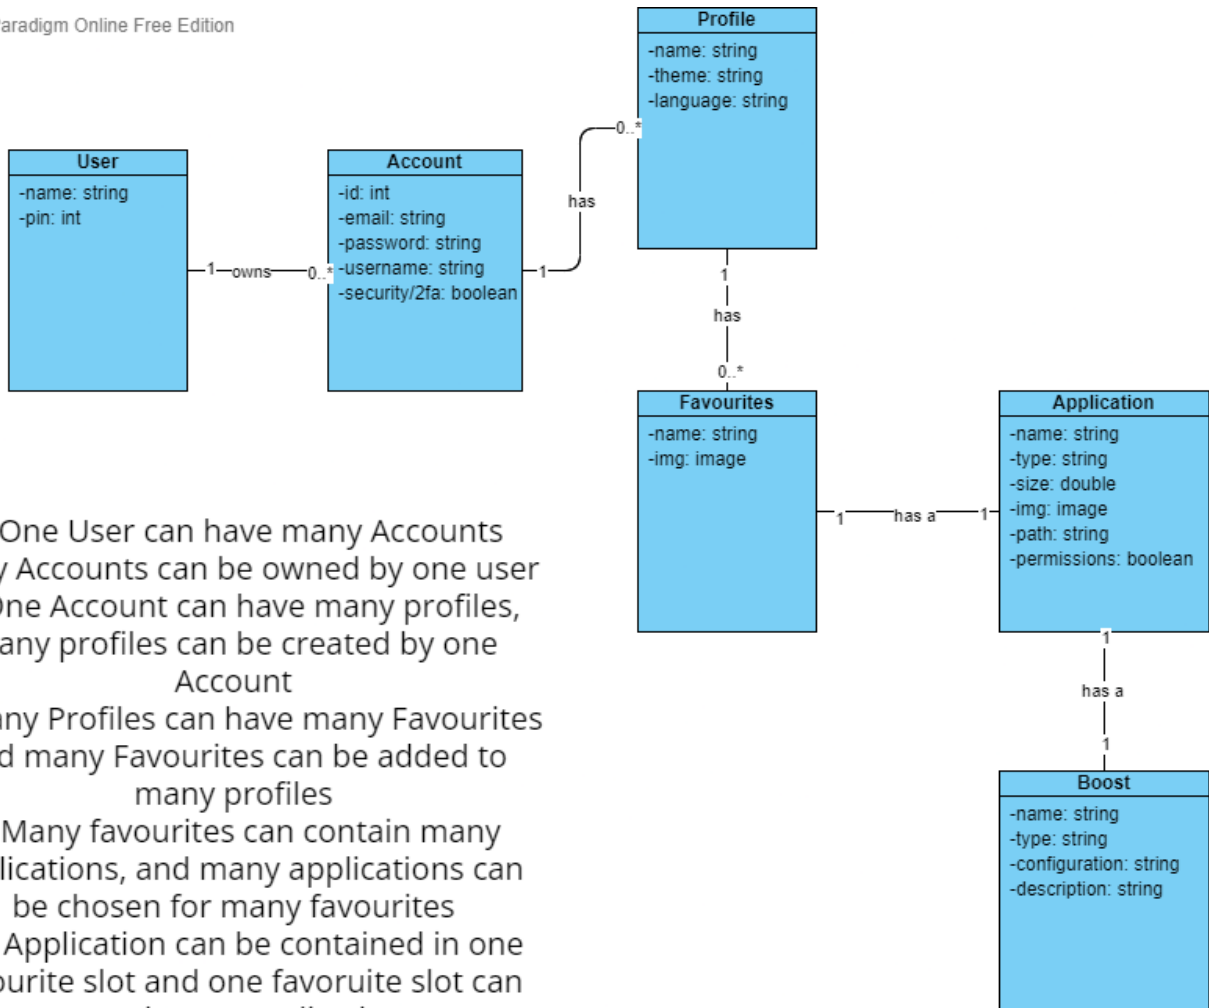 Paradigm Online Free Edition
Profile
-name: string
-theme: string
-language: string
0..*
has
1
User
-name: string
-pin: int
1
owns
0..*
Account
-id: int
-email: string
-password: string
-username: string
-security/2fa: boolean
1
has
0..*
Favourites
-name: string
-img: image
1
has a
1
Application
-name: string
-type: string
-size: double
-img: image
-path: string
-permissions: boolean
1
has a
1
Boost
-name: string
-type: string
-configuration: string
-description: string
One User can have many Accounts
Accounts can be owned by one user
One Account can have many profiles,
many profiles can be created by one
Account
Profiles can have many Favourites
many Favourites can be added to
many profiles
Many favourites can contain many
and many applications can
be chosen for many favourites
Application can be contained in one
slot and one favoruite slot can